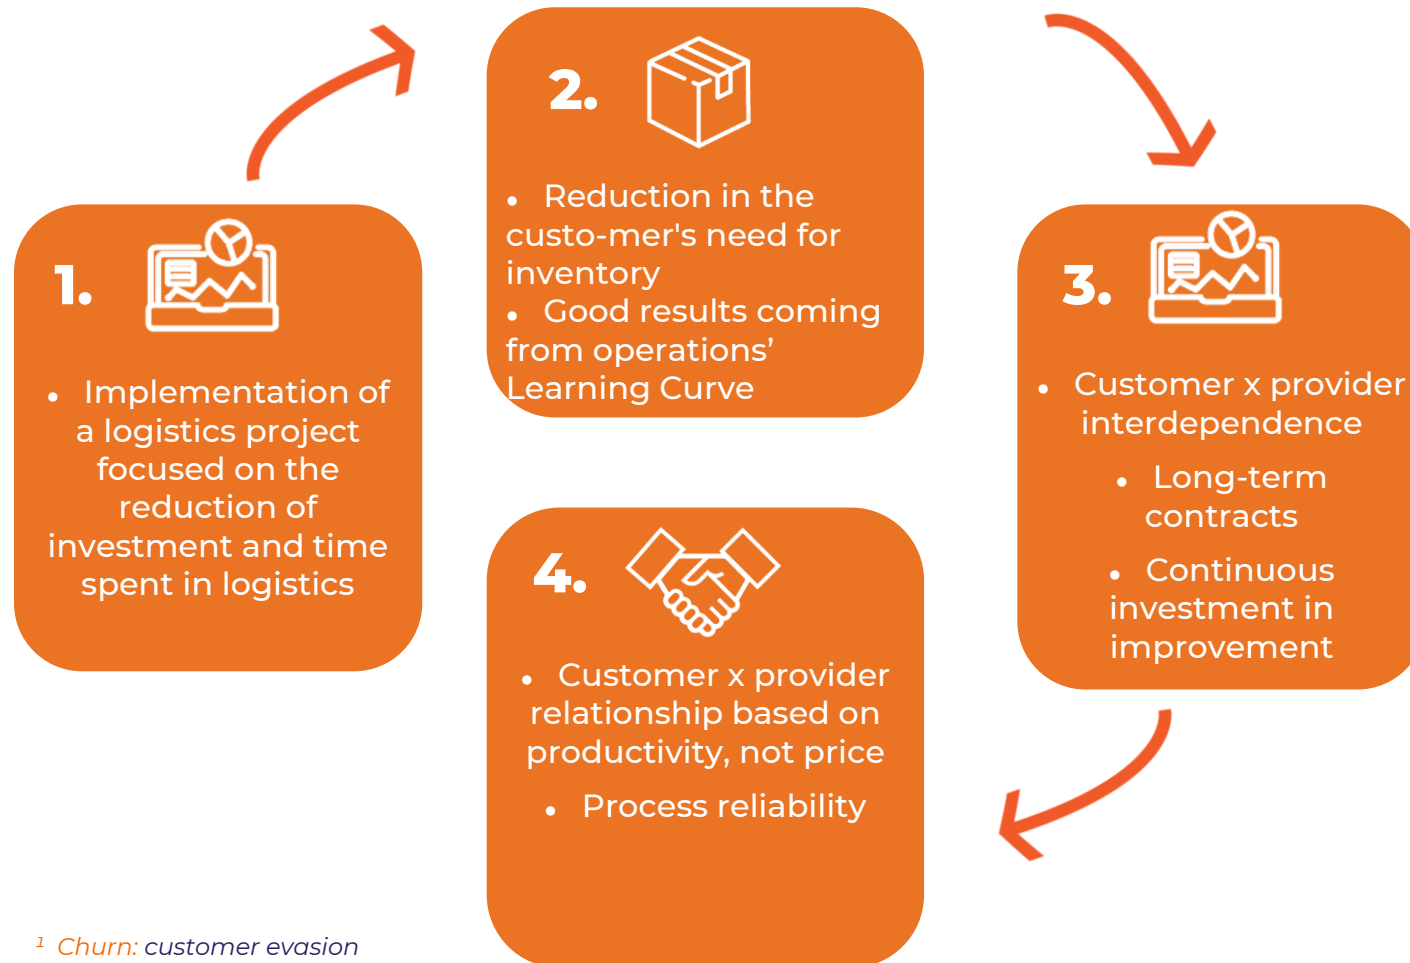 1.
• Implementation of
a logistics project
focused on the
reduction of
investment and time
spent in logistics
2.
• Reduction in the
custo-mer's need for
inventory
• Good results coming
from operations’
Learning Curve
3.
• Customer x provider
interdependence
• Long-term
contracts
• Continuous
investment in
improvement
4.
• Customer x provider
relationship based on
productivity, not price
• Process reliability
¹ Churn: customer evasion